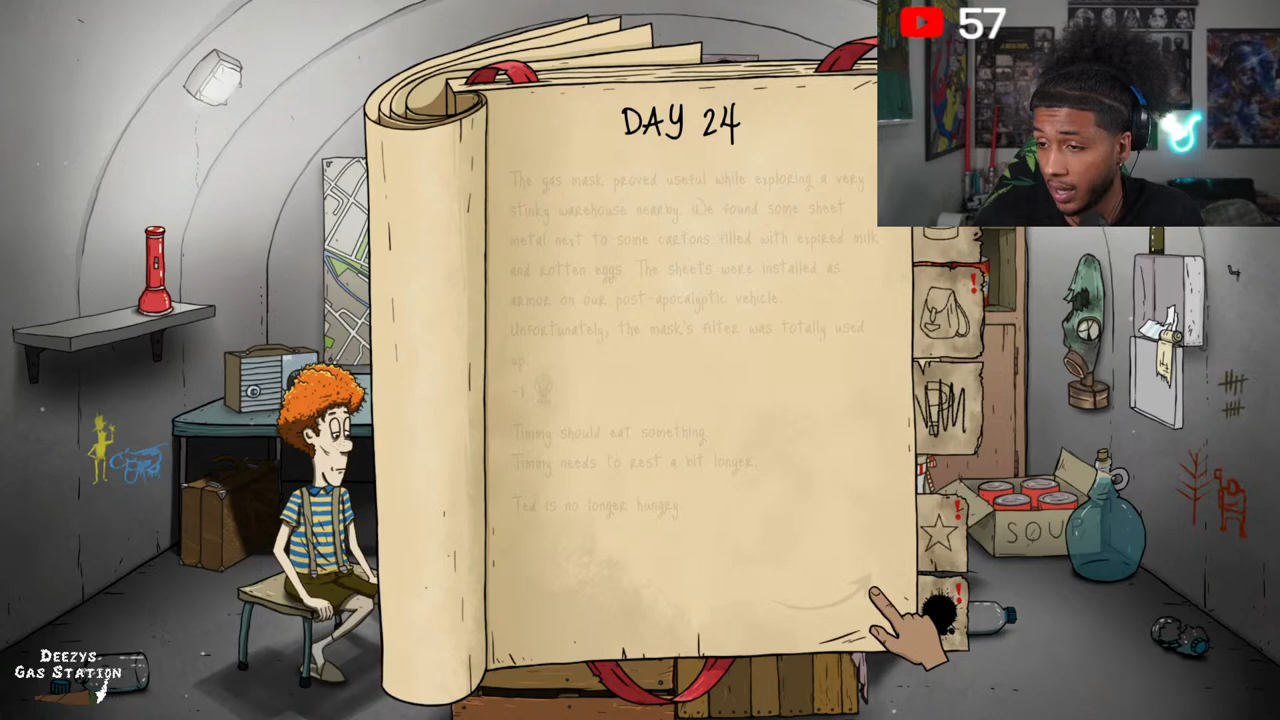 57
DAY 24
The gas mask proved useful while exploring a very
stinky warehouse nearby. We found some sheet
metal next to some cartons filled with expired milk
and rotten eggs. The sheets were installed as
armor on our post-apocalyptic vehicle.
Unfortunately, the mask's filter was totally used
up.
-1
Timmy should eat something.
Timmy needs to rest a bit longer.
Ted is no longer hungry.
SOU
DEEZYS
GAS STATION